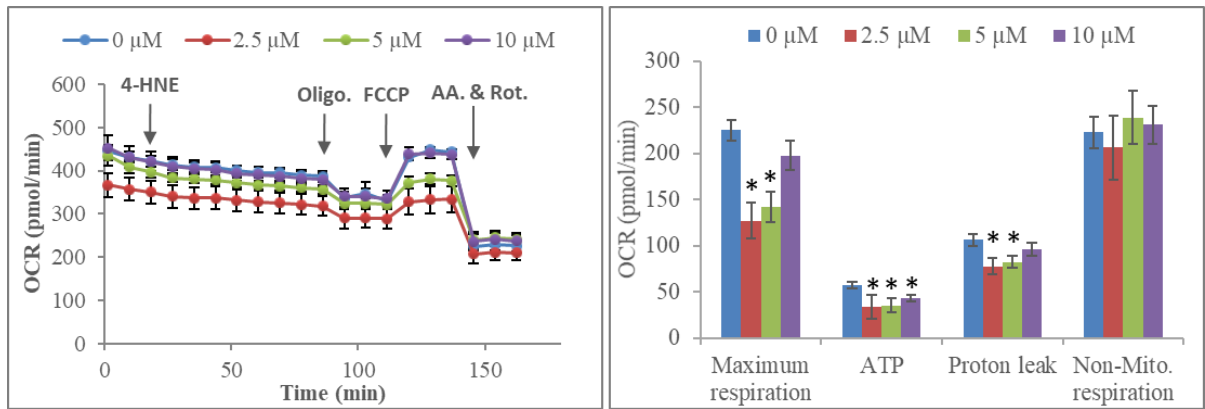 0 μM 2.5 μM 5 μM 10 μM
4-HNE
Oligo. FCCP AA. & Rot.
600
500
400
300
200
100
0
OCR (pmol/min)
0 50 100 150
Time (min)
0 μM 2.5 μM 5 μM 10 μM
300
250
200
150
100
50
0
OCR (pmol/min)
* *
* * *
* *
Maximum respiration
ATP
Proton leak
Non-Mito. respiration